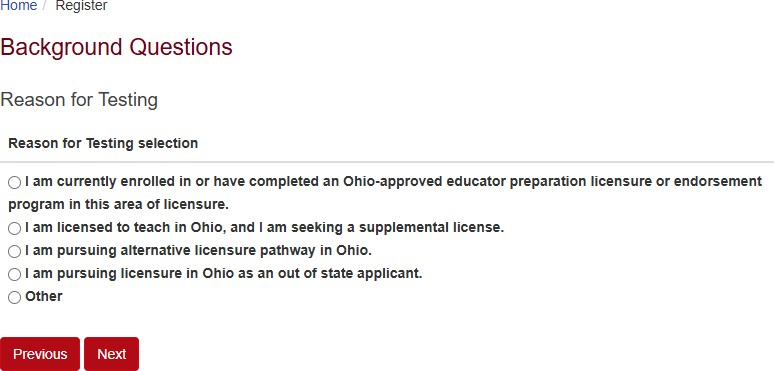 Home / Register
Background Questions
Reason for Testing
Reason for Testing selection
I am currently enrolled in or have completed an Ohio-approved educator preparation licensure or endorsement
program in this area of licensure.
I am licensed to teach in Ohio, and I am seeking a supplemental license.
I am pursuing alternative licensure pathway in Ohio.
I am pursuing licensure in Ohio as an out of state applicant.
Other
Previous Next